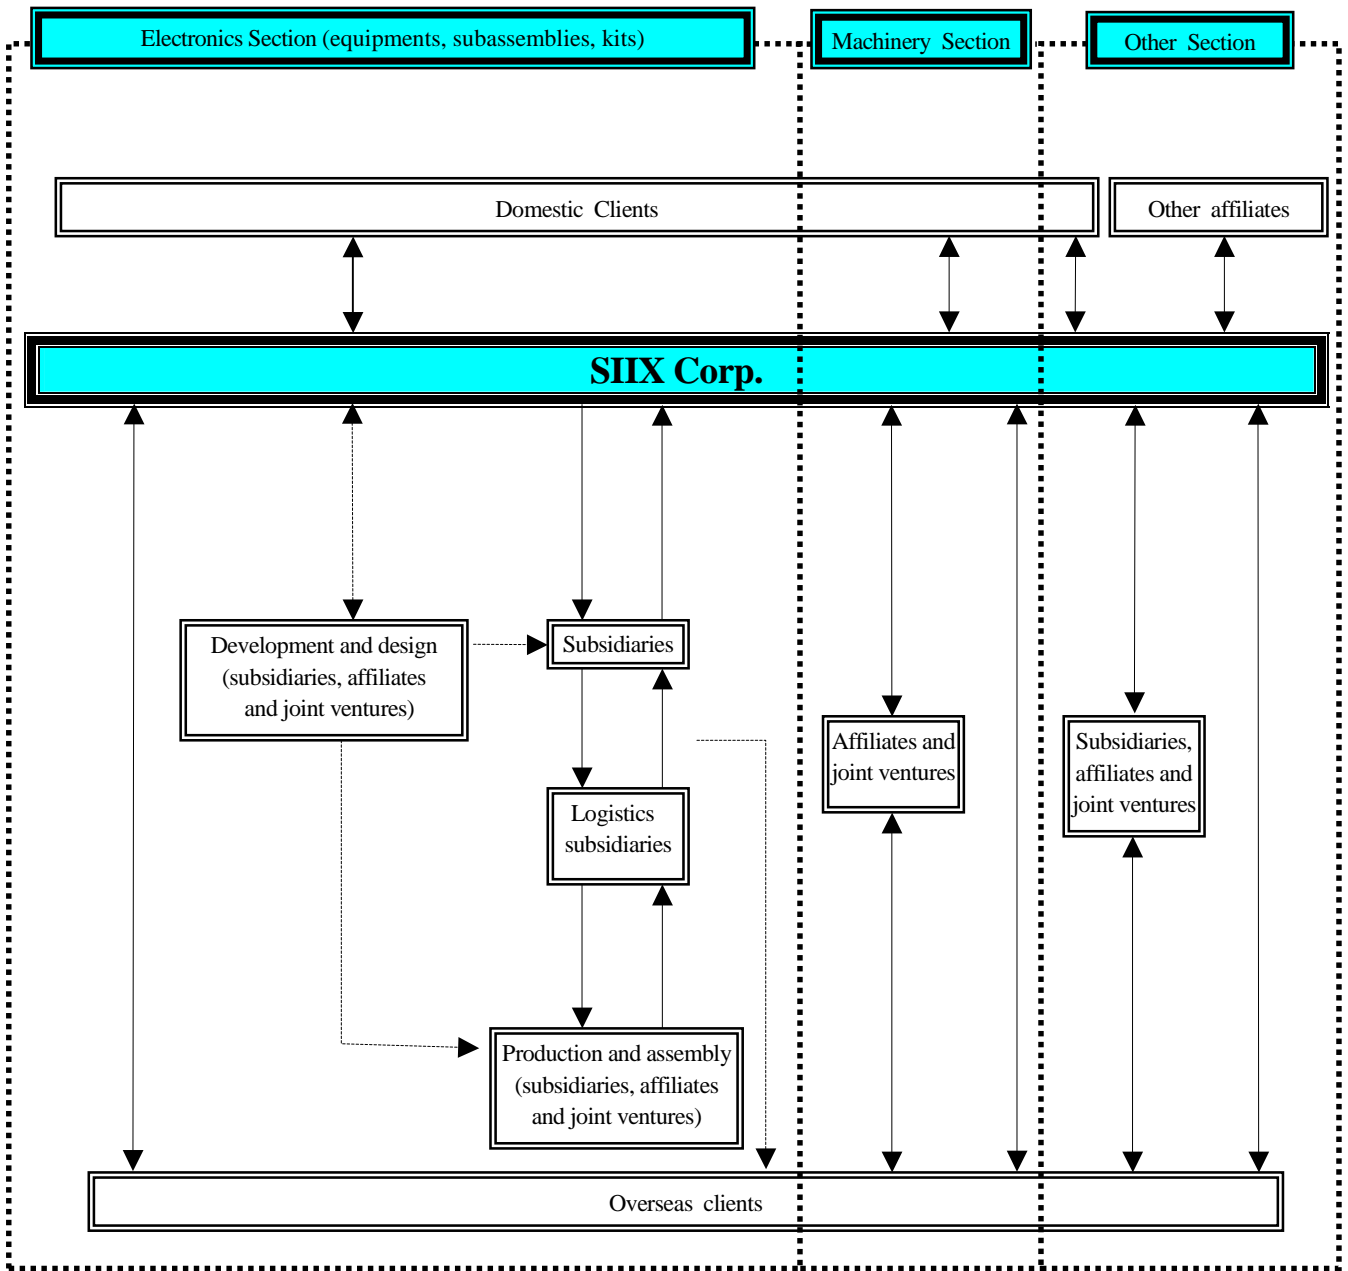 Electronics Section (equipments, subassemblies, kits)
Machinery Section
Other Section
Domestic Clients
Other affiliates
SIIX Corp.
Development and design
(subsidiaries, affiliates
and joint ventures)
Subsidiaries
Logistics
subsidiaries
Affiliates and
joint ventures
Subsidiaries,
affiliates and
joint ventures
Production and assembly
(subsidiaries, affiliates
and joint ventures)
Overseas clients